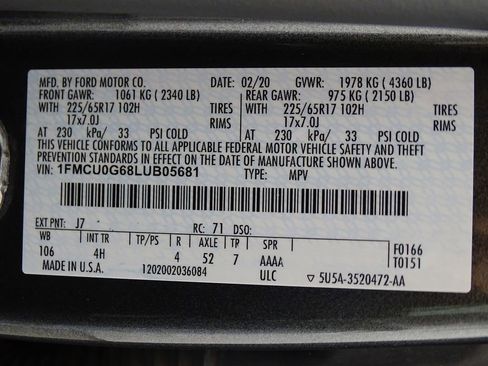 MFD. BY FORD MOTOR CO. DATE: 02/20 GVWR: 1978 KG ( 4360 LB)
FRONT GAWR: 1061 KG ( 2340 LB) REAR GAWR: 975 KG ( 2150 LB)
WITH 225/65R17 102H TIRES WITH 225/65R17 102H TIRES
17x7.0J RIMS 17x7.0J RIMS
AT 230 kPa/ 33 PSI COLD AT 230 kPa/ 33 PSI COLD
THIS VEHICLE CONFORMS TO ALL APPLICABLE FEDERAL MOTOR VEHICLE SAFETY AND
BUMPER, AND THEFT PREVENTION STANDARDS IN EFFECT ON THE DATE OF MANUFACTURE SHOWN ABOVE.
VIN: 1FMCU0G68LUB05681 TYPE: MPV
EXT PNT: J7 RC: 71 DSO:
WB INT TR TP/PS R AXLE TP SPR F0166
106 4H 4 52 7 AAAA T0151
MADE IN U.S.A. 1202002036084 ULC ▽ 5U5A-3520472-AA